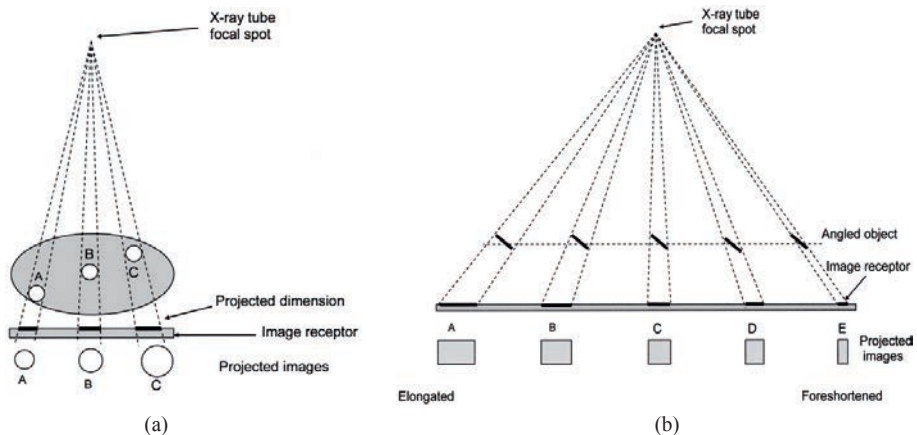 X-ray tube
focal spot
A
B
C
Projected dimension
Image receptor
Projected images
A
B
C
(a)
X-ray tube
focal spot
Angled object
Image receptor
A
B
C
D
E
Projected
images
Elongated
Foreshortened
(b)